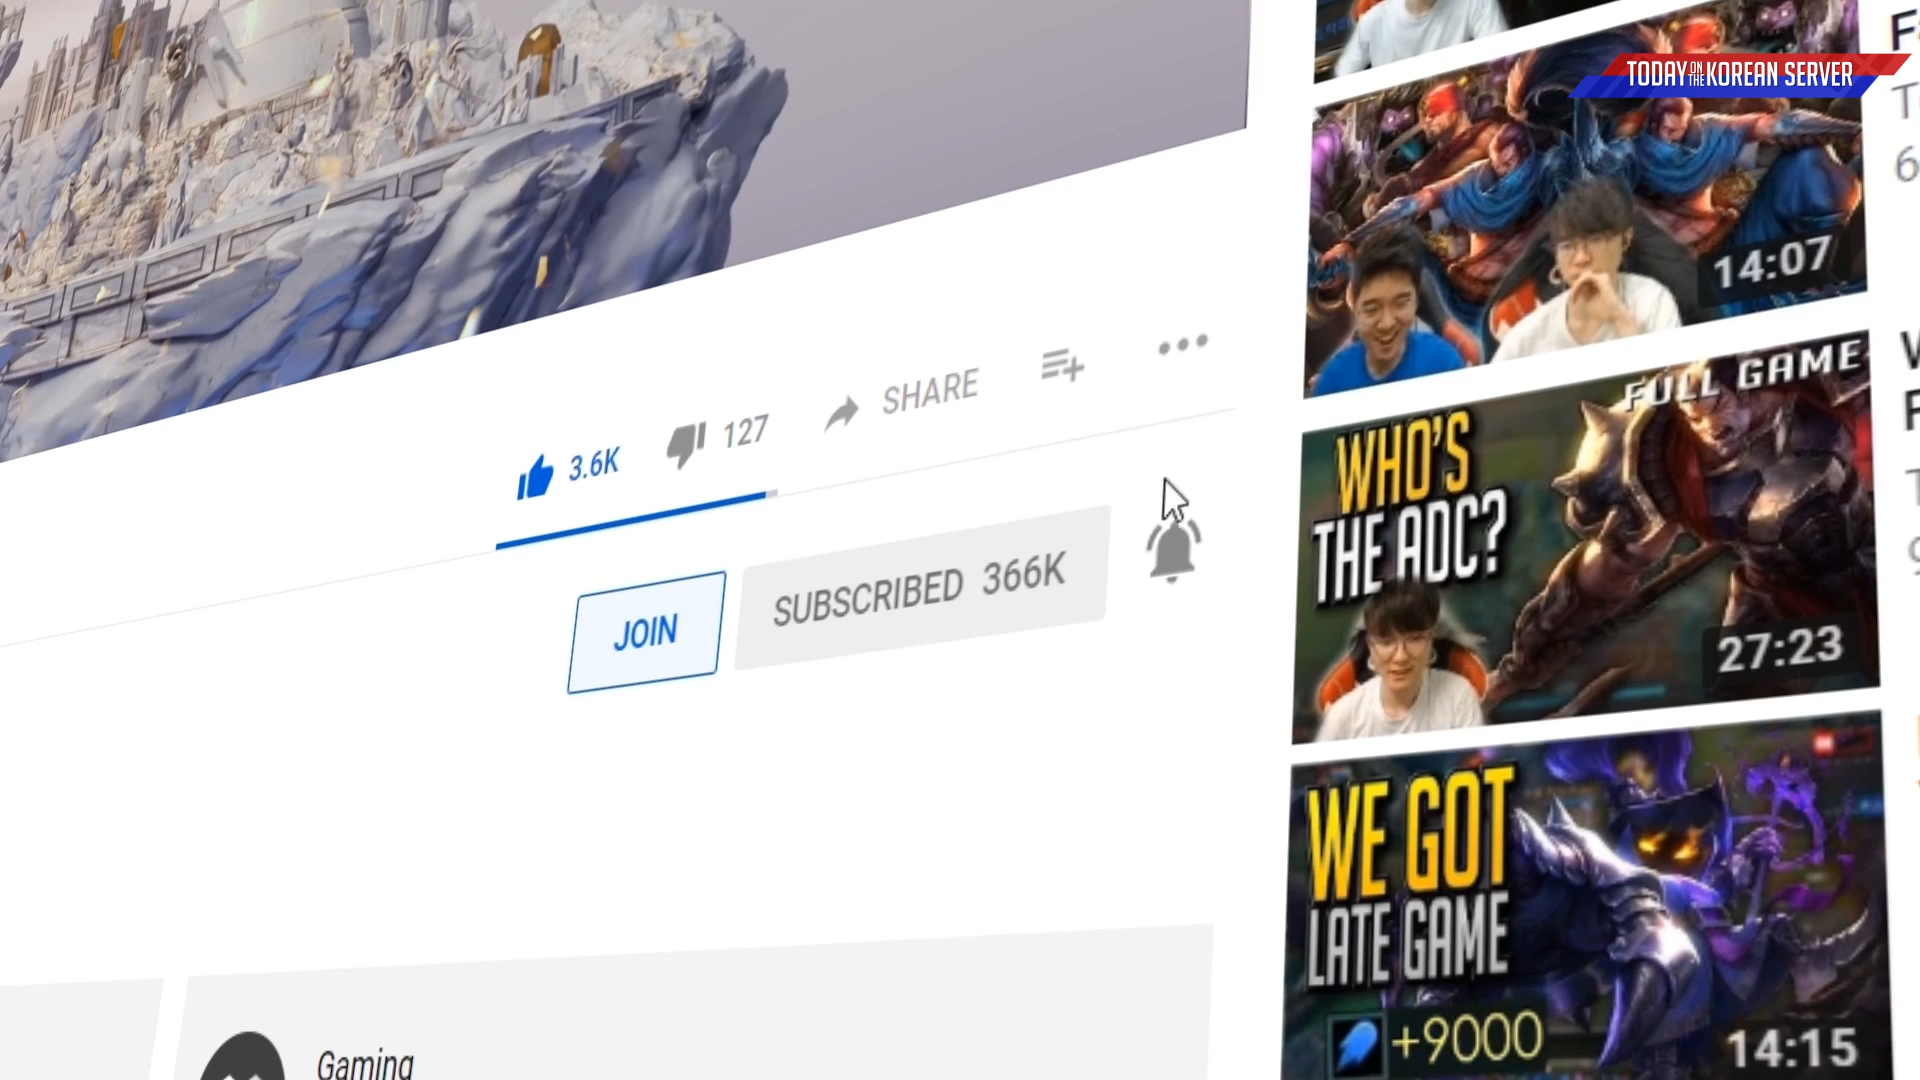 TODAY ON THE KOREAN SERVER
14:07
3.6K
127
SHARE
JOIN
SUBSCRIBED 366K
FULL GAME
WHO'S
THE ADC?
27:23
WE GOT
LATE GAME
+9000
14:15
Gaming